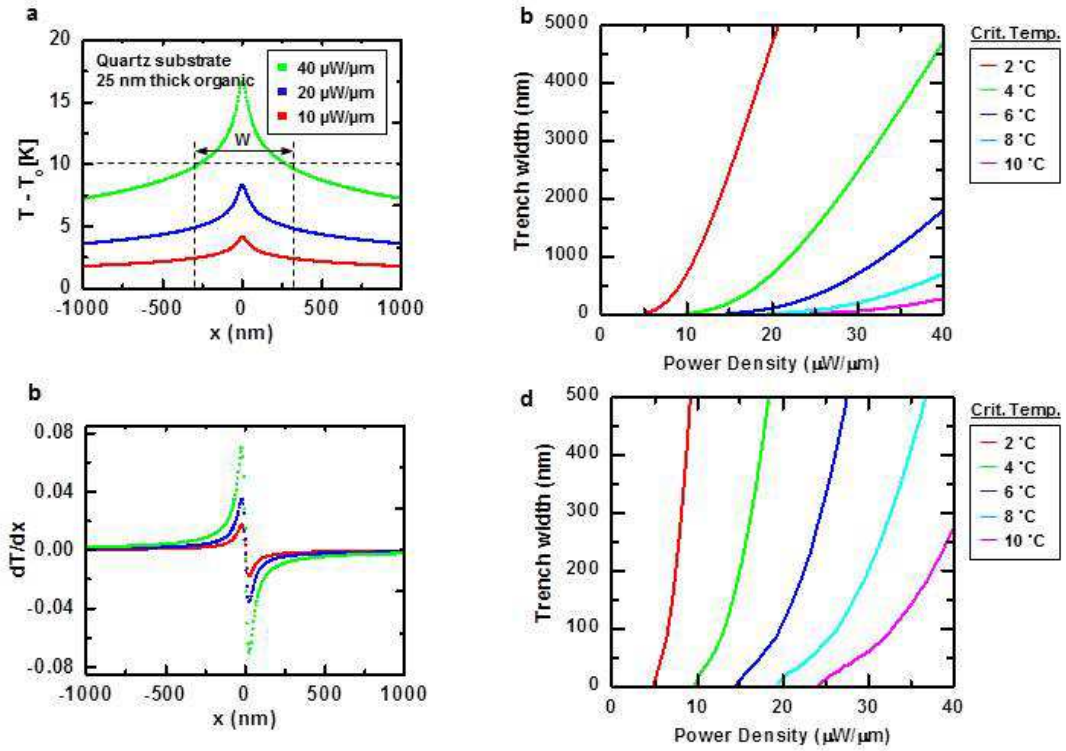 a
20
15
10
5
0
T - To[K]
Quartz substrate
25 nm thick organic
40 µW/µm
20 µW/µm
10 µW/µm
W
-1000 -500 0 500 1000
x (nm)
b
5000
4000
3000
2000
1000
0
Trench width (nm)
0 10 20 30 40
Power Density (µW/µm)
Crit. Temp.
2 °C
4 °C
6 °C
8 °C
10 °C
b
0.08
0.04
0.00
-0.04
-0.08
dT/dx
-1000 -500 0 500 1000
x (nm)
d
500
400
300
200
100
0
Trench width (nm)
0 10 20 30 40
Power Density (µW/µm)
Crit. Temp.
2 °C
4 °C
6 °C
8 °C
10 °C